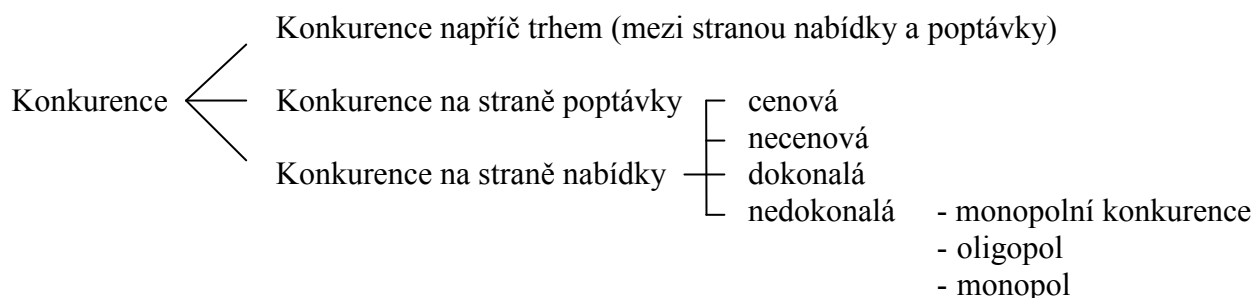 Konkurence napříč trhem (mezi stranou nabídky a poptávky)
Konkurence Konkurence na straně poptávky cenová
necenová
Konkurence na straně nabídky dokonalá
nedokonalá - monopolní konkurence
- oligopol
- monopol